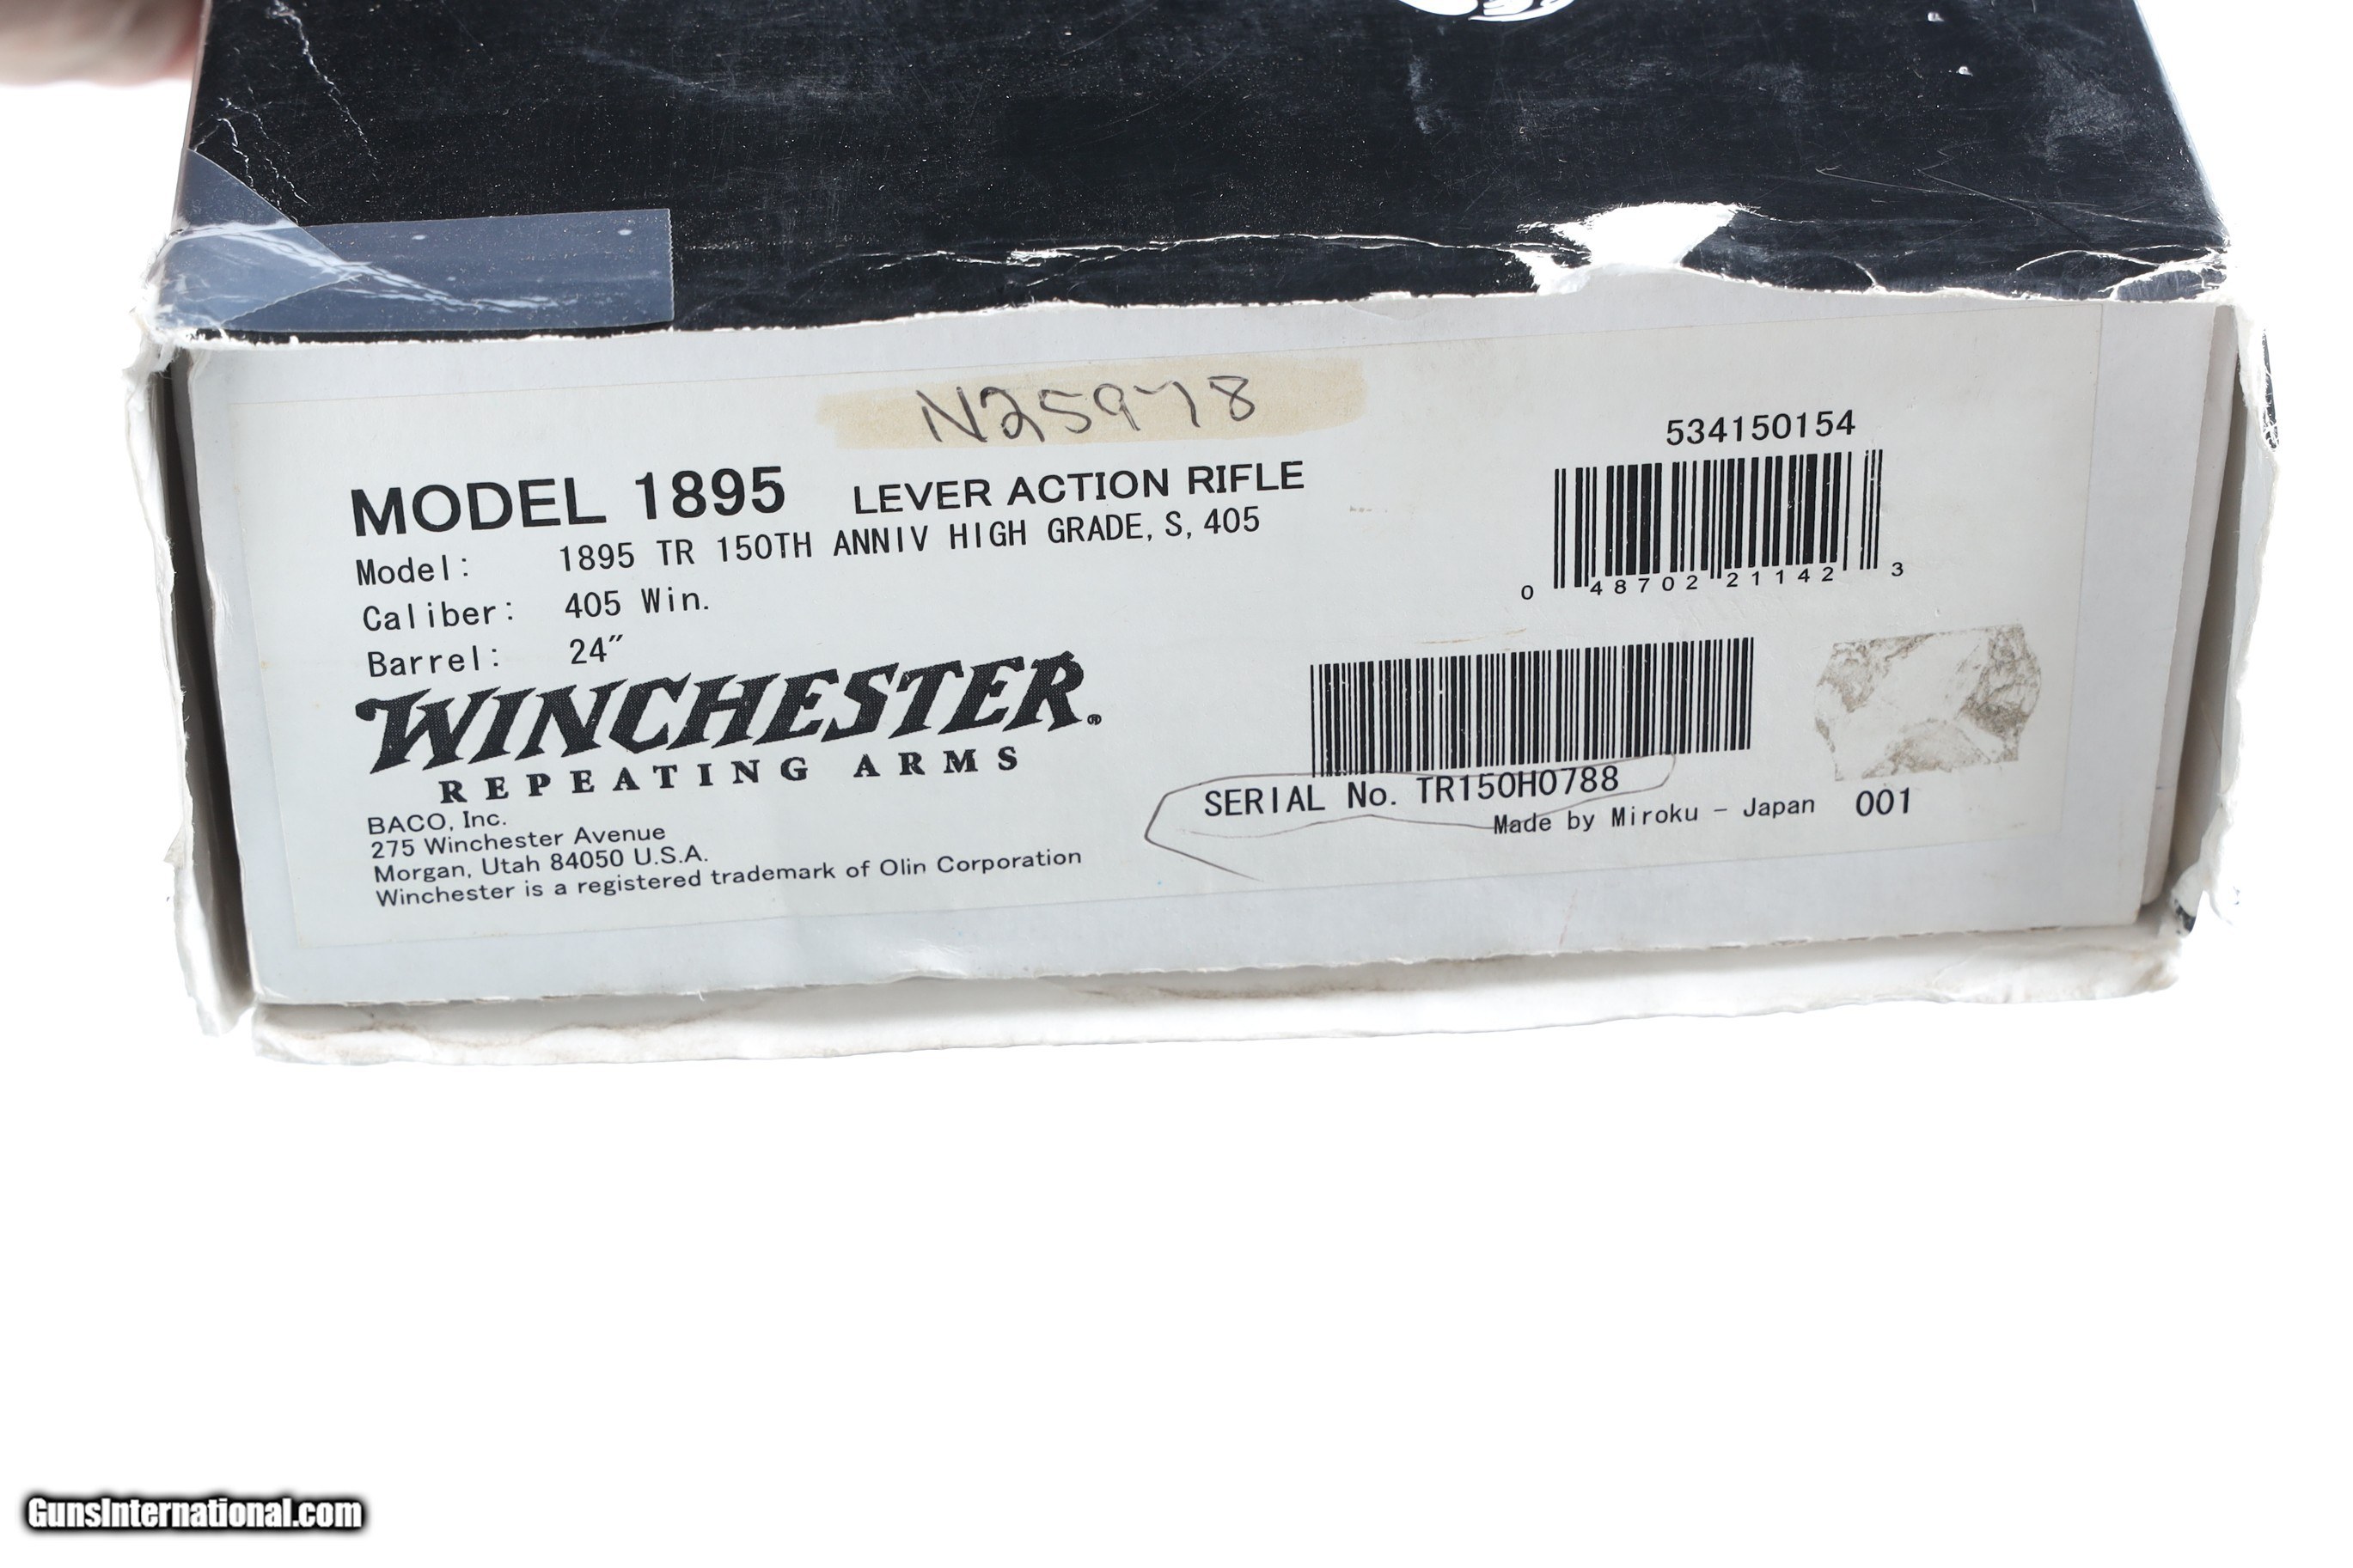 N25978
534150154
MODEL 1895 LEVER ACTION RIFLE
Model: 1895 TR 150TH ANNIV HIGH GRADE, S, 405
Caliber: 405 Win.
Barrel: 24"
0 48702 21142 3
WINCHESTER®
REPEATING ARMS
SERIAL No. TR150H0788
Made by Miroku - Japan 001
BACO, Inc.
275 Winchester Avenue
Morgan, Utah 84050 U.S.A.
Winchester is a registered trademark of Olin Corporation
GunsInternational.com